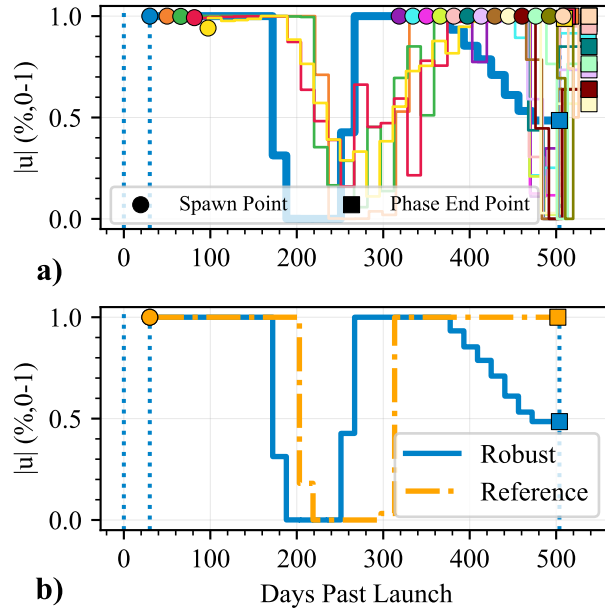 1.0
0.5
0.0
|u| (%,0-1)
Spawn Point
Phase End Point
0
100
200
300
400
500
a)
1.0
0.5
0.0
|u| (%,0-1)
Robust
Reference
0
100
200
300
400
500
b)
Days Past Launch